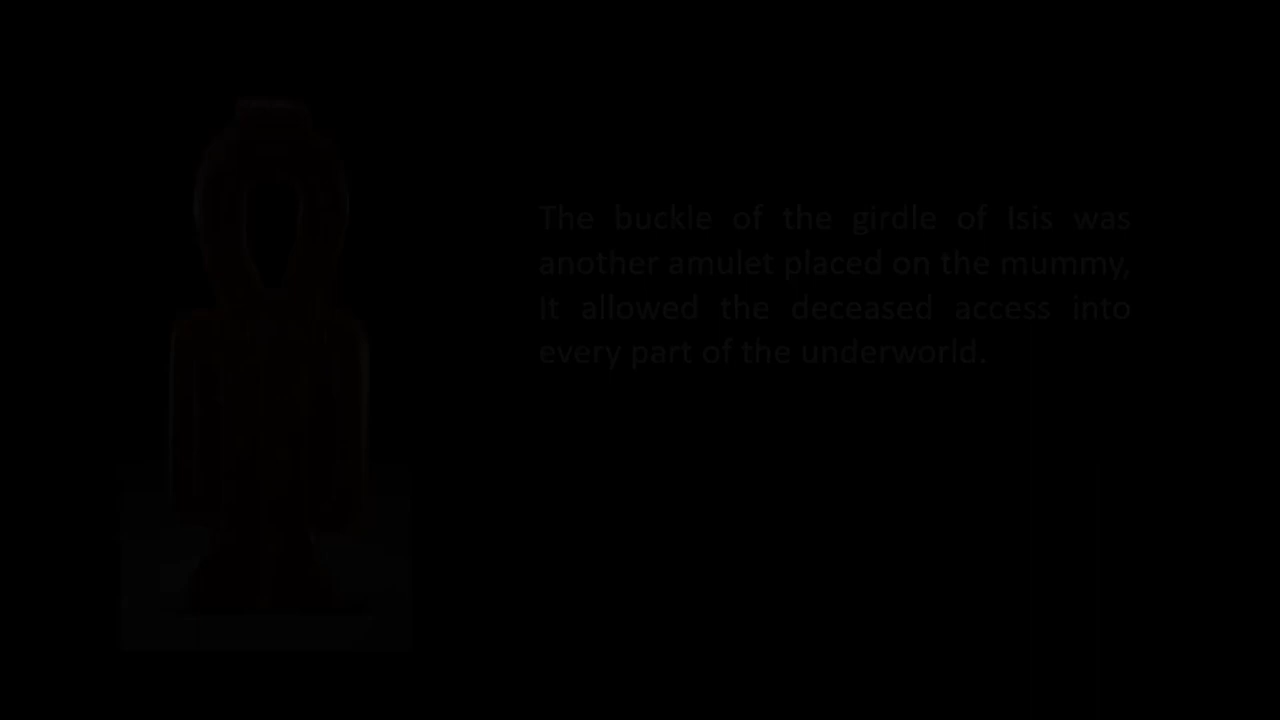 The buckle of the girdle of Isis was
another amulet placed on the mummy,
It allowed the deceased access into
every part of the underworld.